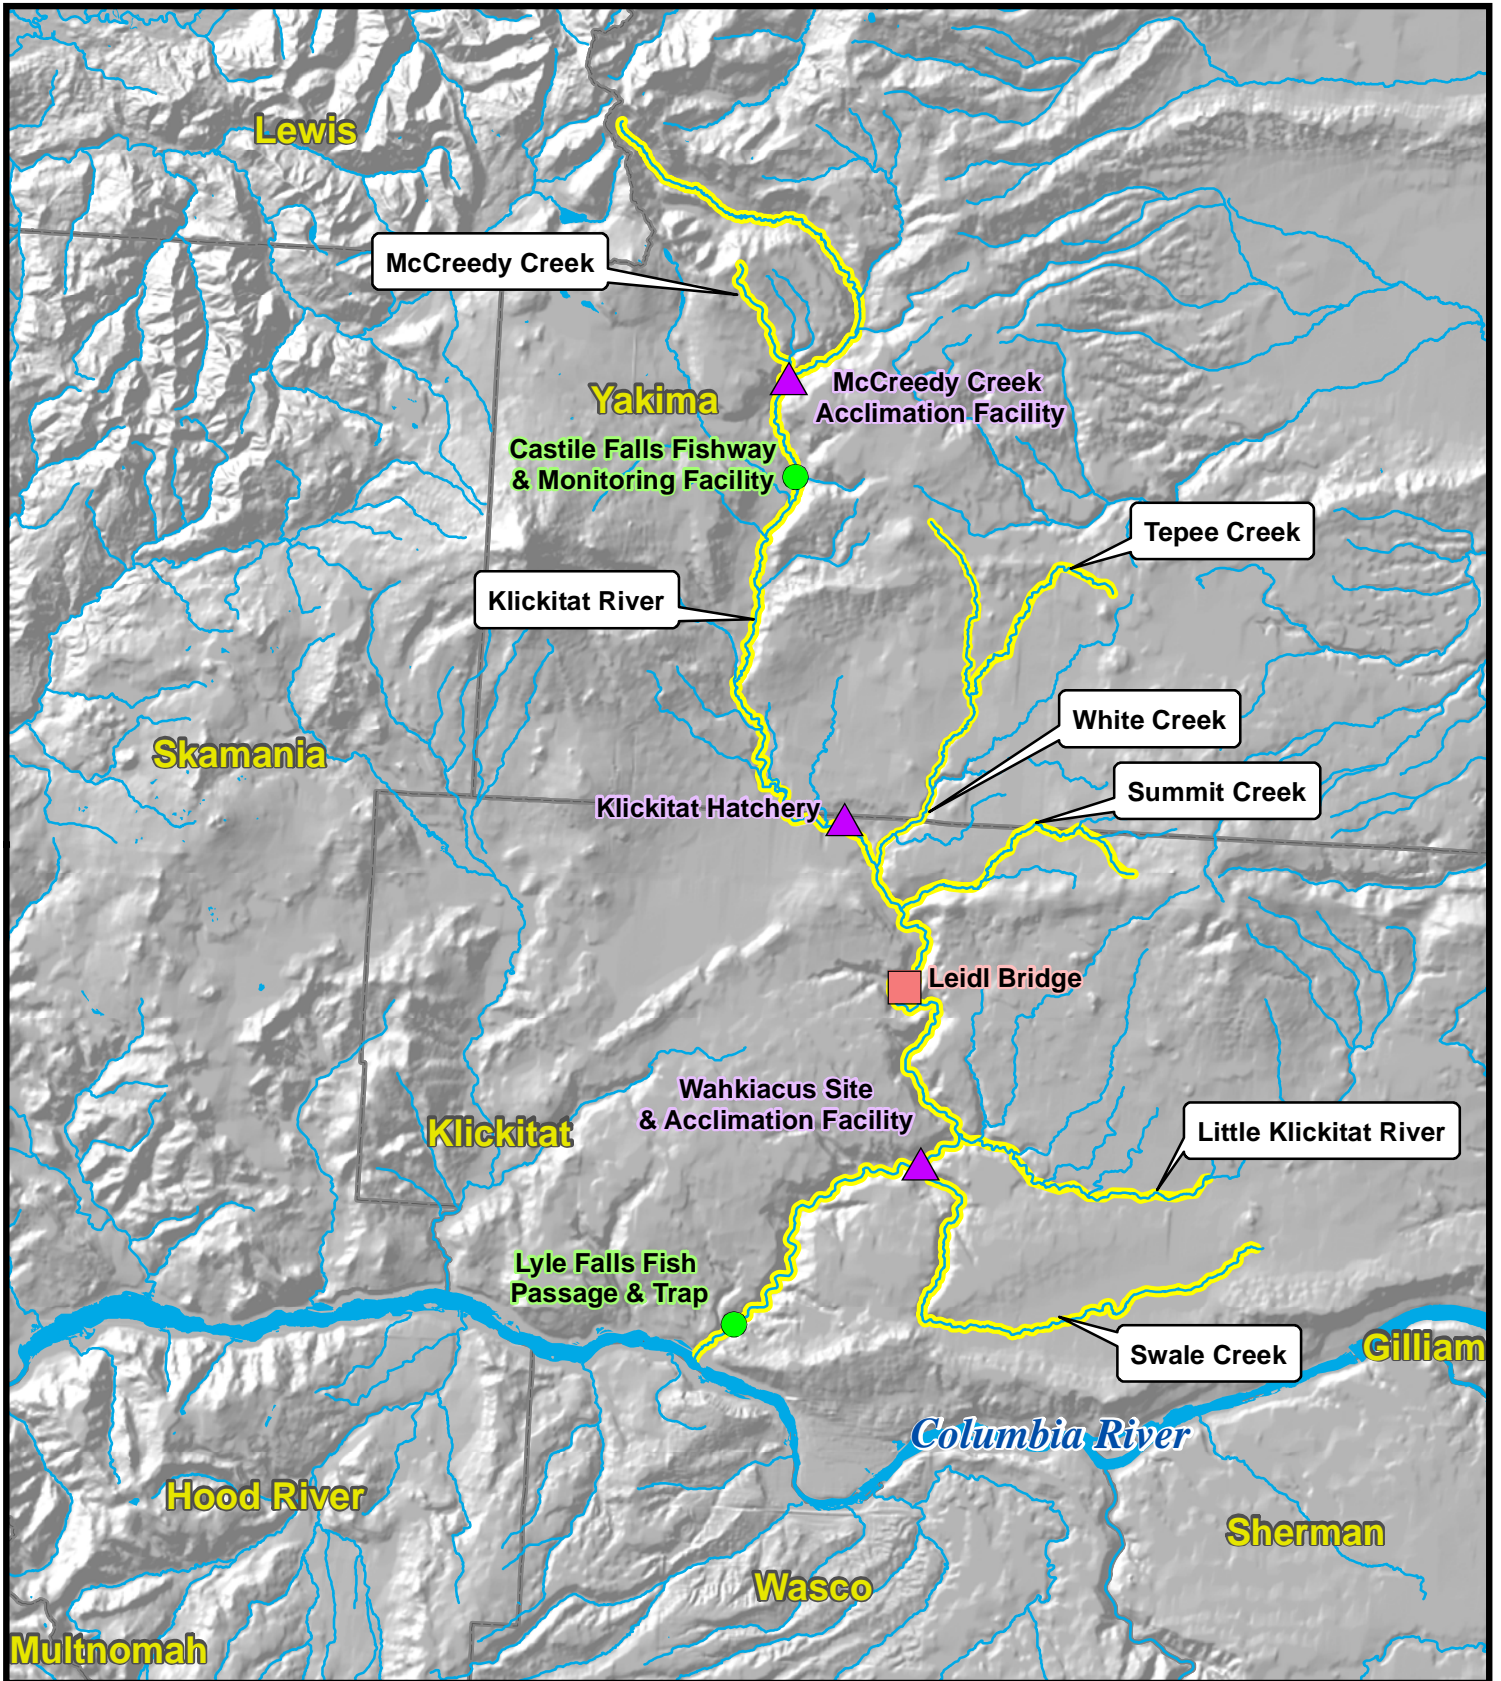 Lewis
McCreedy Creek
McCreedy Creek
Acclimation Facility
Yakima
Castile Falls Fishway
& Monitoring Facility
Tepee Creek
Klickitat River
White Creek
Skamania
Summit Creek
Klickitat Hatchery
Leidl Bridge
Wahkiacus Site
& Acclimation Facility
Klickitat
Little Klickitat River
Lyle Falls Fish
Passage & Trap
Swale Creek
Gilliam
Columbia River
Hood River
Sherman
Wasco
Multnomah